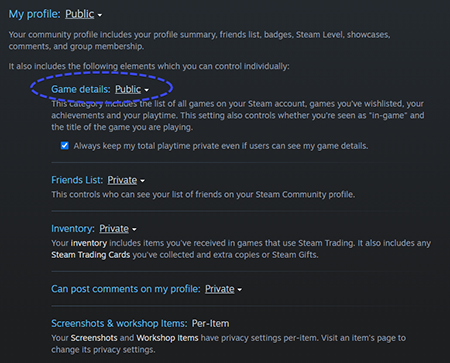 My profile: Public
Your community profile includes your profile summary, friends list, badges, Steam Level, showcases,
comments, and group membership.
It also includes the following elements which you can control individually:
Game details: Public
This category includes the list of all games on your Steam account, games you've wishlisted, your
achievements and your playtime. This setting also controls whether you're seen as "in-game" and
the title of the game you are playing.
Always keep my total playtime private even if users can see my game details.
Friends List: Private
This controls who can see your list of friends on your Steam Community profile.
Inventory: Private
Your inventory includes items you've received in games that use Steam Trading. It also includes any
Steam Trading Cards you've collected and extra copies or Steam Gifts.
Can post comments on my profile: Private
Screenshots & workshop Items: Per-Item
Your Screenshots and Workshop Items have privacy settings per-item. Visit an item's page to
change its privacy settings.